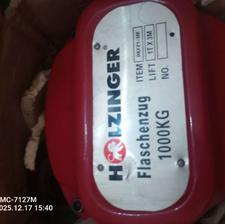 HOLZINGER
Flaschenzug
1000KG
ITEM
LIFT 1T X 3M
NO.
MC-7127M
025.12.17 15:40